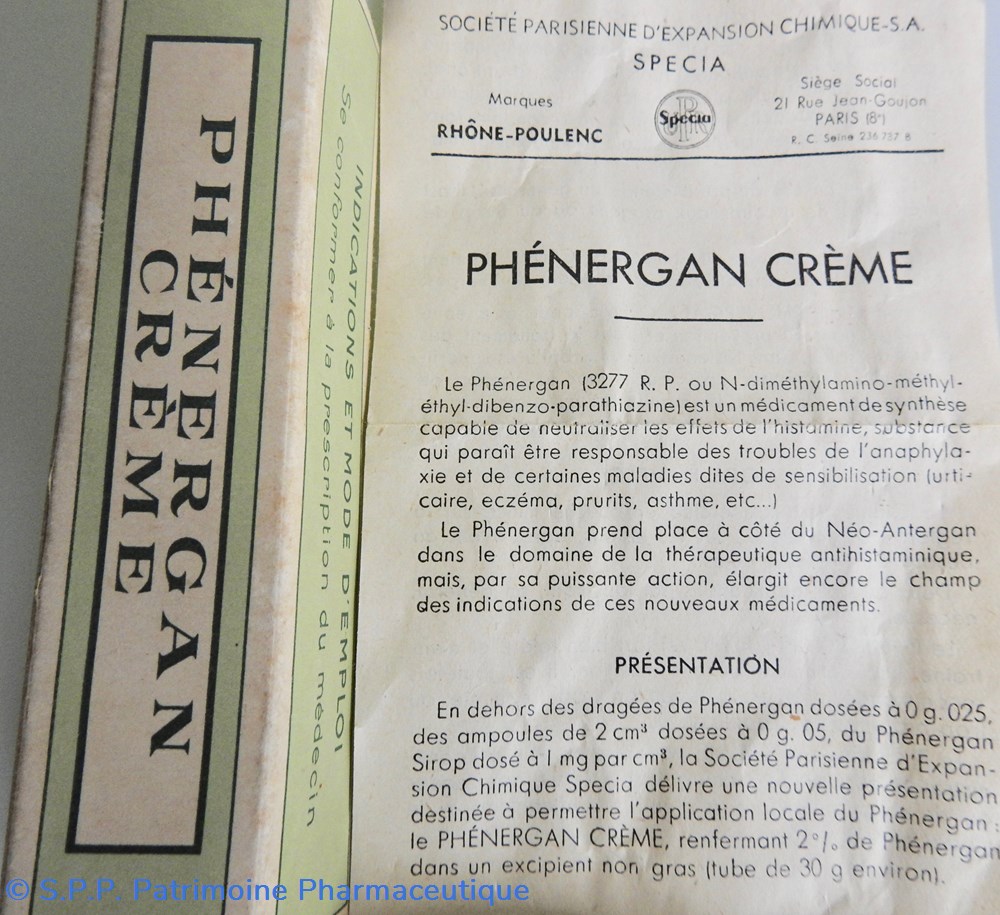 PHÉNERGAN
CRÈME
INDICATIONS ET MODE D'EMPLOI
Se conformer à la prescription du médecin
SOCIÉTÉ PARISIENNE D'EXPANSION CHIMIQUE-S.A.
SPECIA
Marques
RHÔNE-POULENC
Specia
Siège Social
21 Rue Jean-Goujon
PARIS (8e)
R. C. Seine 236 737 B
PHÉNERGAN CRÈME
Le Phénergan (3277 R. P. ou N-diméthylamino-méthyl-
éthyl-dibenzo-parathiazine) est un médicament de synthèse
capable de neutraliser les effets de l'histamine, substance
qui paraît être responsable des troubles de l'anaphyla-
xie et de certaines maladies dites de sensibilisation (urti-
caire, eczéma, prurits, asthme, etc...)
Le Phénergan prend place à côté du Néo-Antergan
dans le domaine de la thérapeutique antihistaminique,
mais, par sa puissante action, élargit encore le champ
des indications de ces nouveaux médicaments.
PRÉSENTATION
En dehors des dragées de Phénergan dosées à 0 g. 025,
des ampoules de 2 cm³ dosées à 0 g. 05, du Phénergan
Sirop dosé à 1 mg par cm³, la Société Parisienne d'Expan-
sion Chimique Specia délivre une nouvelle présentation
destinée à permettre l'application locale du Phénergan :
le PHÉNERGAN CRÈME, renfermant 2% de Phénergan
dans un excipient non gras (tube de 30 g environ).
© S.P.P. Patrimoine Pharmaceutique